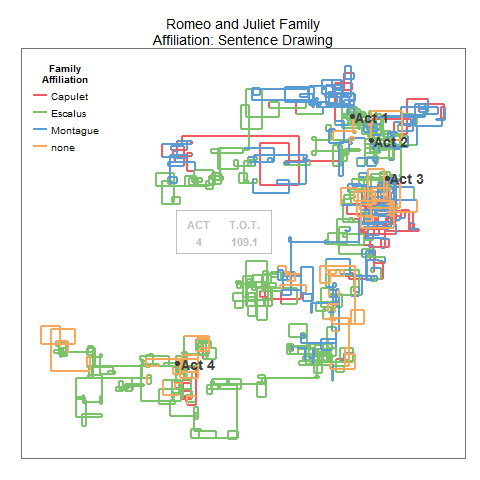 Romeo and Juliet Family
Affiliation: Sentence Drawing
Family
Affiliation
Capulet
Escalus
Montague
none
Act 1
Act 2
Act 3
ACT T.O.T.
4 109.1
Act 4